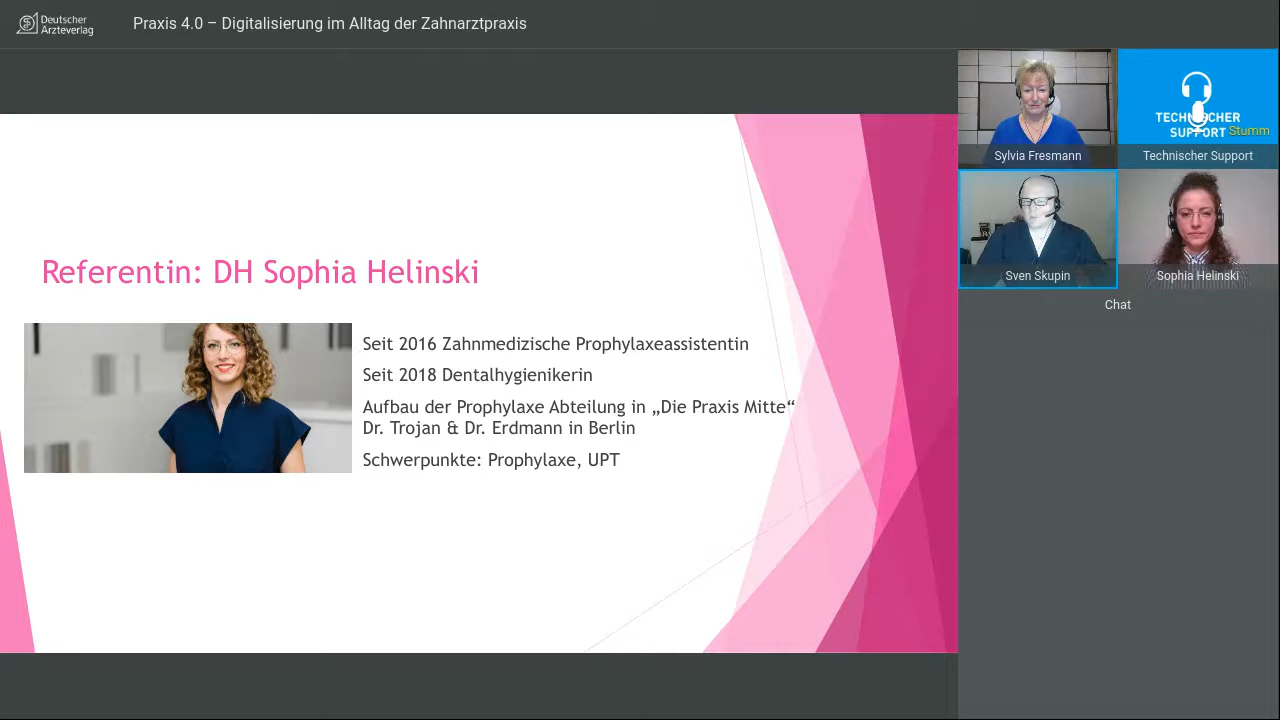 Deutscher
Ärzteverlag
Praxis 4.0 – Digitalisierung im Alltag der Zahnarztpraxis
Referentin: DH Sophia Helinski
Seit 2016 Zahnmedizische Prophylaxeassistentin
Seit 2018 Dentalhygienikerin
Aufbau der Prophylaxe Abteilung in „Die Praxis Mitte“
Dr. Trojan & Dr. Erdmann in Berlin
Schwerpunkte: Prophylaxe, UPT
Sylvia Fresmann
TECHNISCHER
SUPPORT
Stumm
Technischer Support
Sven Skupin
Sophia Helinski
Chat